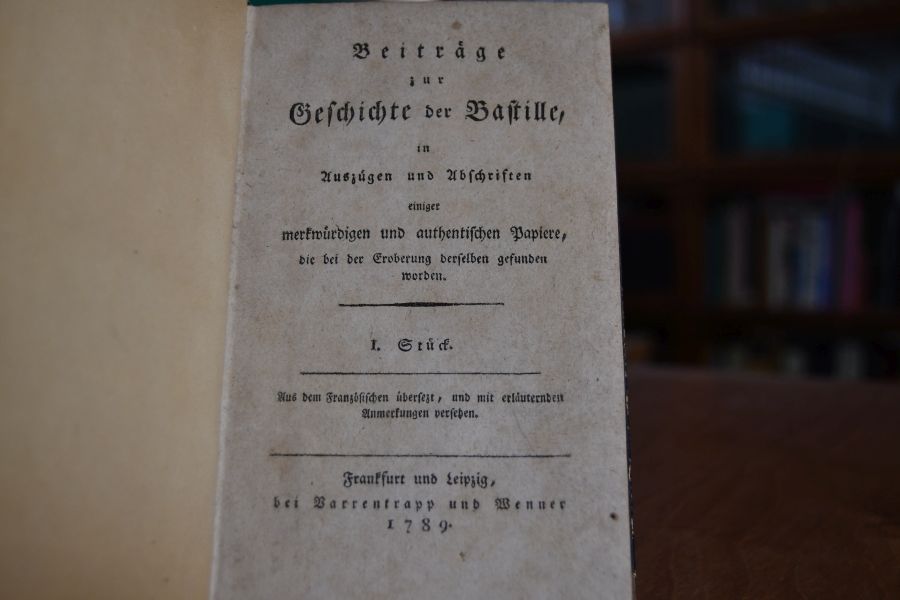 Beiträge
zur
Geschichte der Bastille,
in
Auszügen und Abschriften
einiger
merkwürdigen und authentischen Papiere,
die bei der Eroberung derselben gefunden
worden.
I. Stück.
Aus dem Französischen übersezt, und mit erläuternden
Anmerkungen versehen.
Frankfurt und Leipzig,
bei Varrentrapp und Wenner
1789.